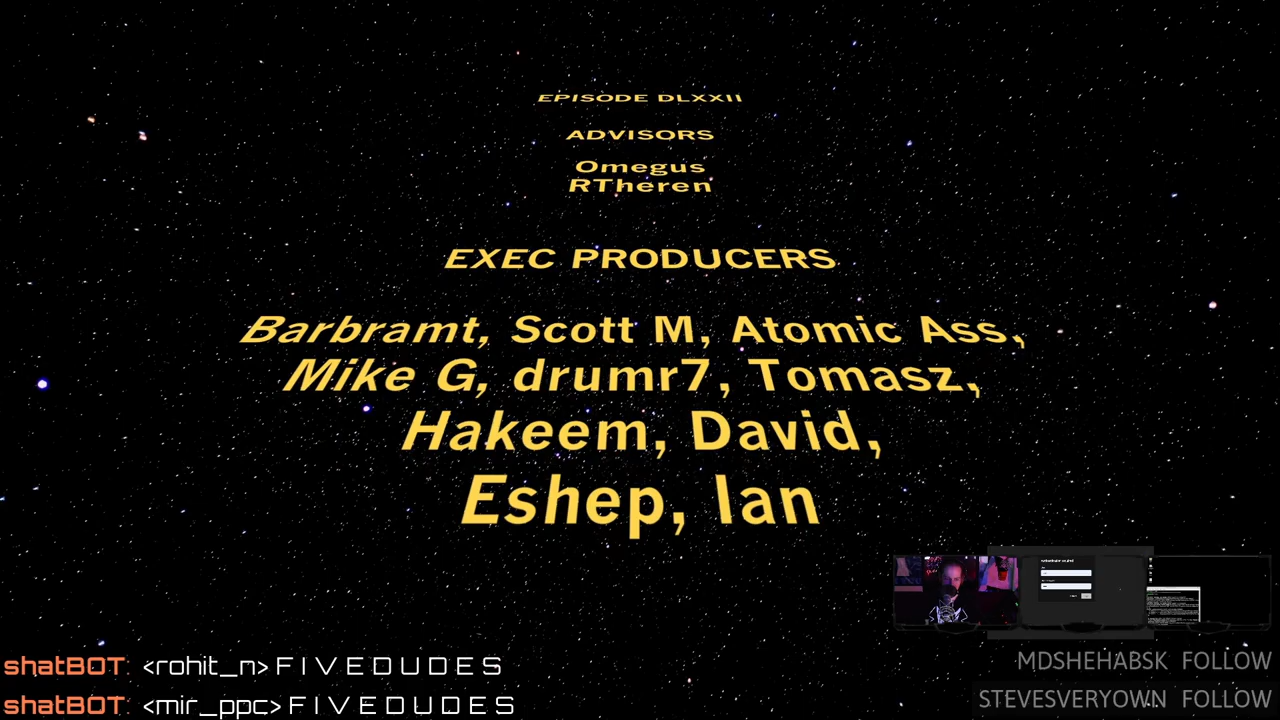 EPISODE DLXXII
ADVISORS
Omegus
RTheren
EXEC PRODUCERS
Barbramt, Scott M, Atomic Ass,
Mike G, drumr7, Tomasz,
Hakeem, David,
Eshep, Ian
shatBOT: <rohit_n> F I V E D U D E S
shatBOT: <mir_ppc> F I V E D U D E S
MDSHEHABSK FOLLOW
STEVESVERYOWN FOLLOW